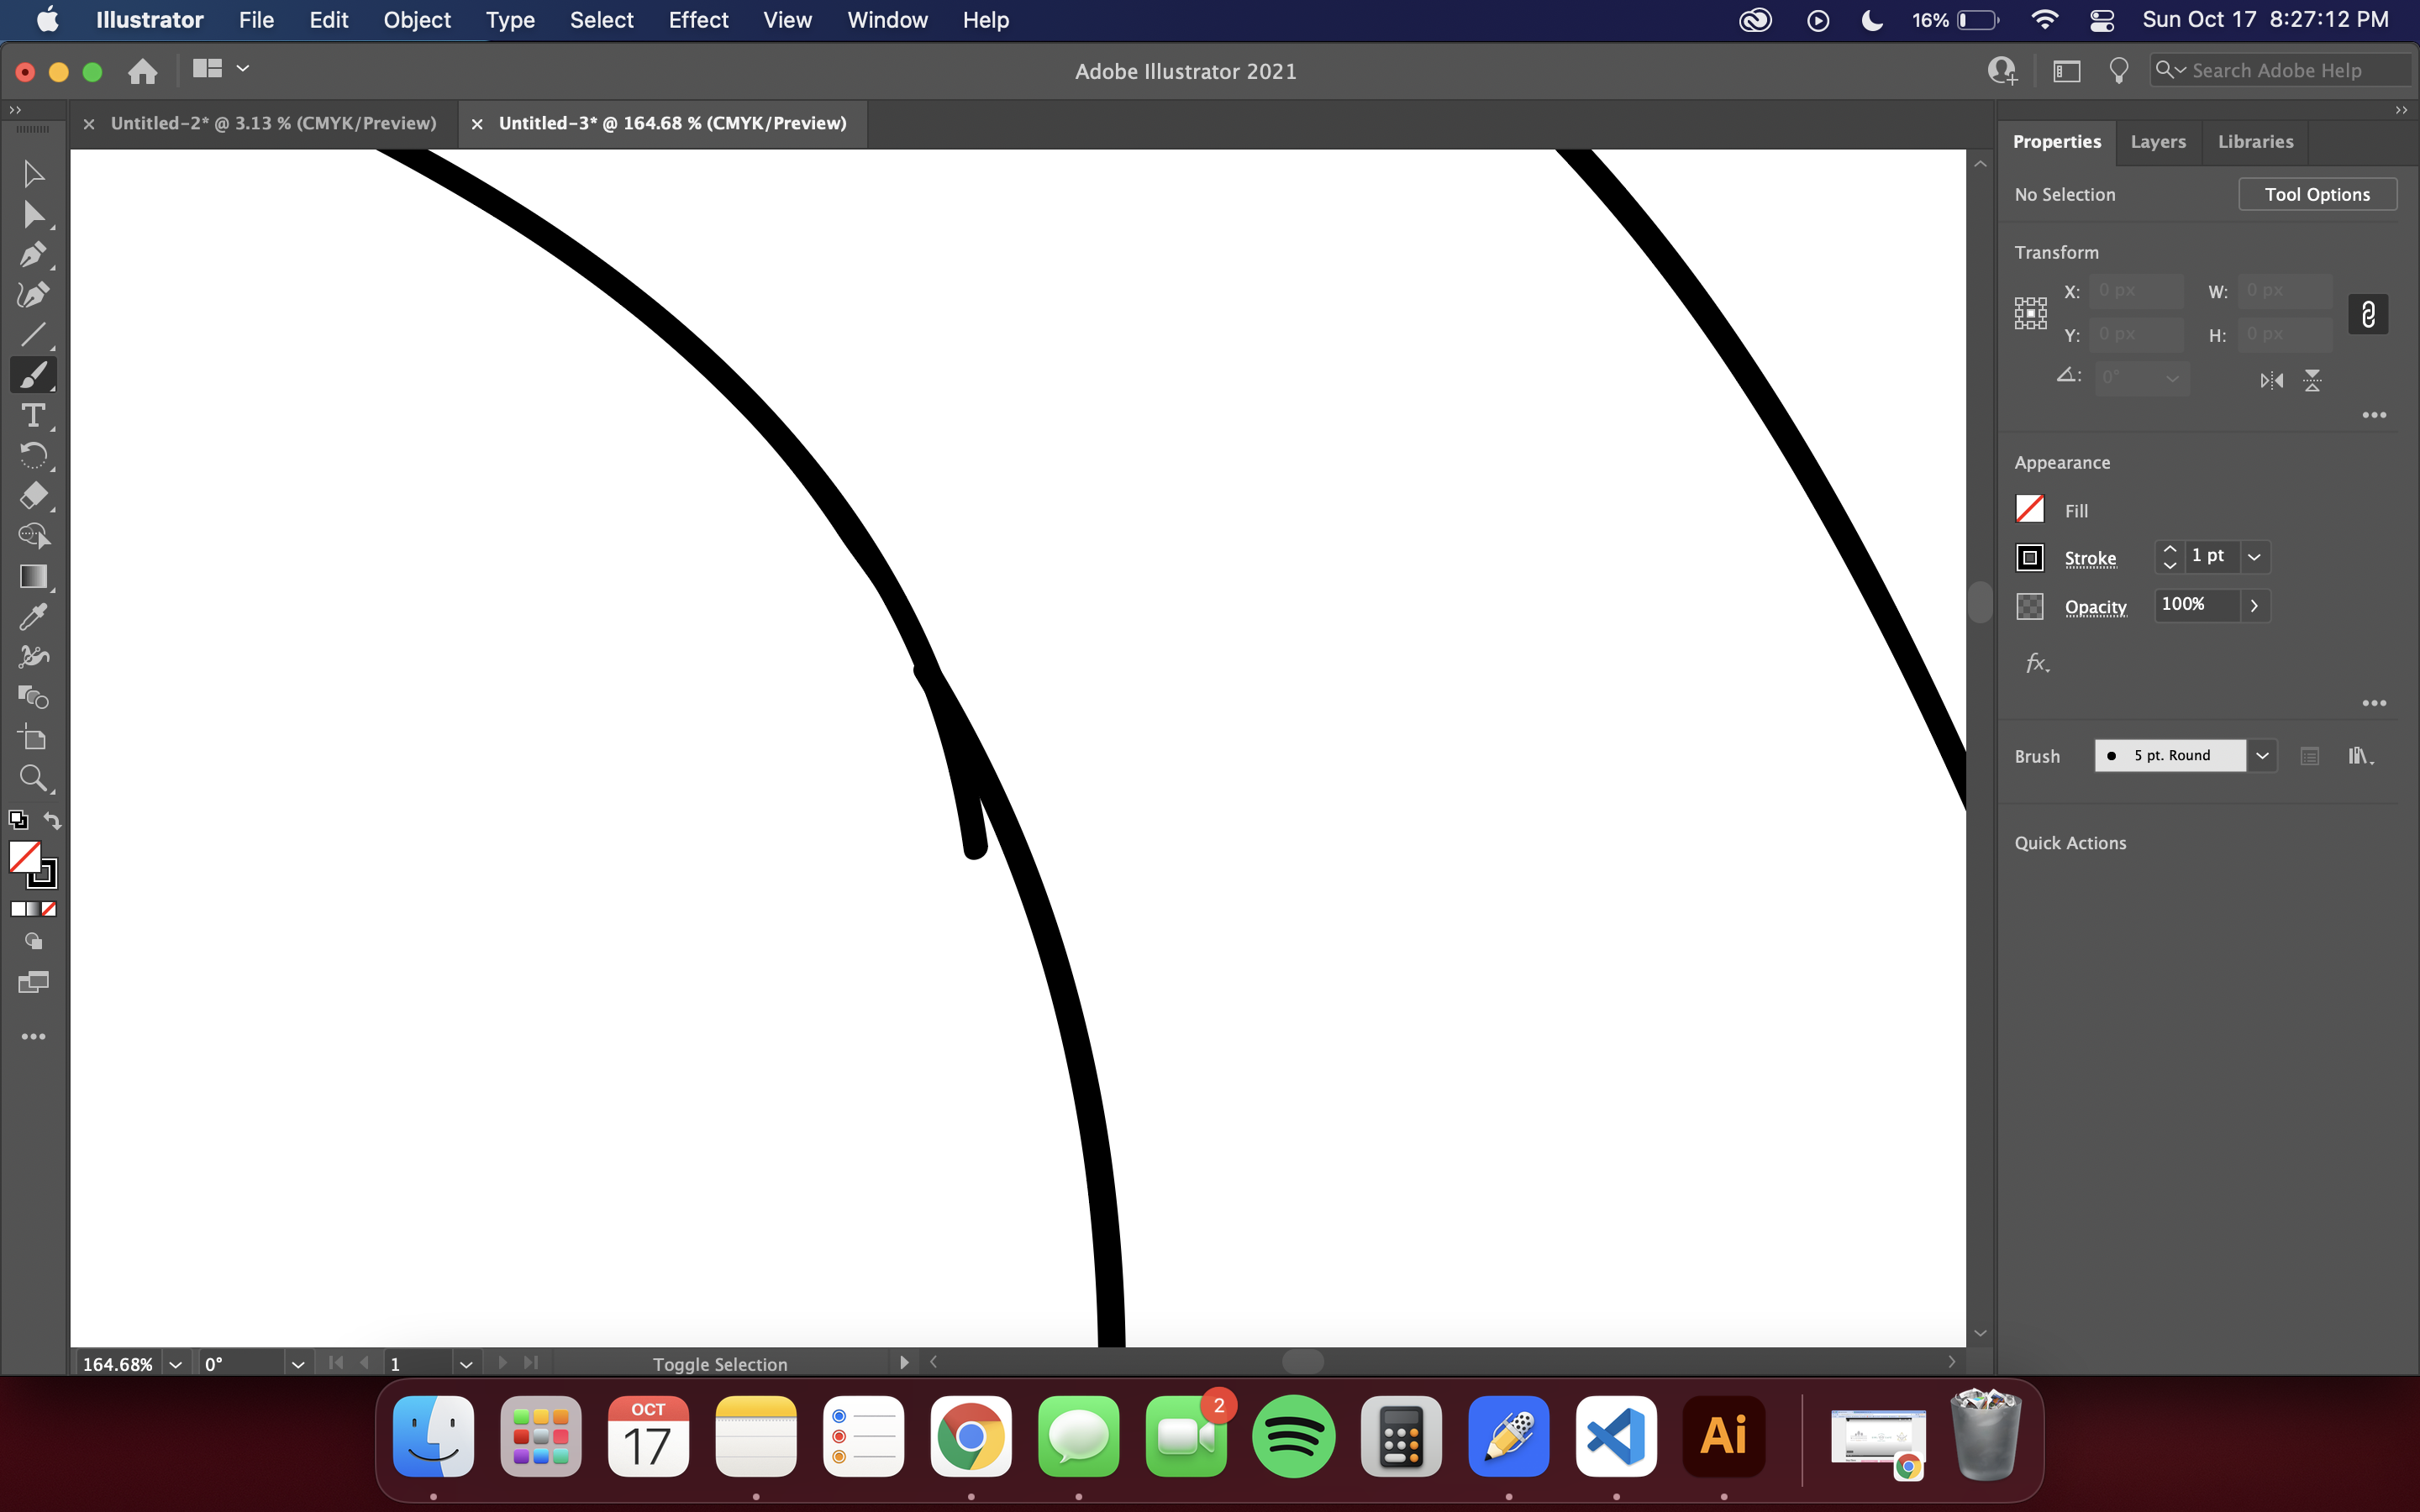 Illustrator File Edit Object Type Select Effect View Window Help 16% Sun Oct 17 8:27:12 PM
Adobe Illustrator 2021
Search Adobe Help
Untitled-2* @ 3.13 % (CMYK/Preview)
Untitled-3* @ 164.68 % (CMYK/Preview)
Properties Layers Libraries
No Selection Tool Options
Transform
X: 0 px W: 0 px
Y: 0 px H: 0 px
0°
Appearance
Fill
Stroke 1 pt
Opacity 100%
fx.
Brush 5 pt. Round
Quick Actions
T
164.68% 0° 1 Toggle Selection
OCT
17
2
Ai